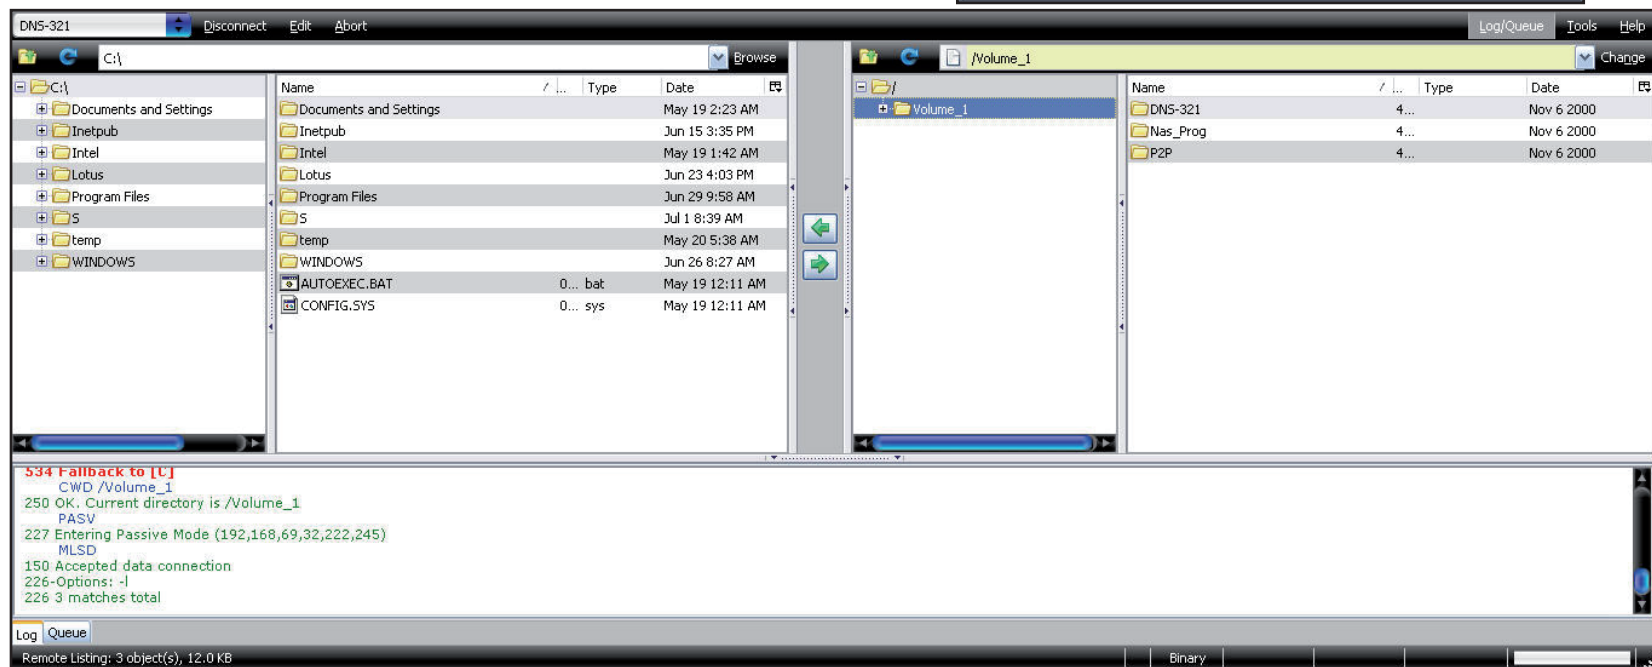 DNS-321 Disconnect Edit Abort Log/Queue Tools Help
C:\ Browse /Volume_1 Change
C:\
Documents and Settings
Inetpub
Intel
Lotus
Program Files
S
temp
WINDOWS
Name / ... Type Date
Documents and Settings May 19 2:23 AM
Inetpub Jun 15 3:35 PM
Intel May 19 1:42 AM
Lotus Jun 23 4:03 PM
Program Files Jun 29 9:58 AM
S Jul 1 8:39 AM
temp May 20 5:38 AM
WINDOWS Jun 26 8:27 AM
AUTOEXEC.BAT 0... bat May 19 12:11 AM
CONFIG.SYS 0... sys May 19 12:11 AM
/
Volume_1
Name / ... Type Date
DNS-321 4... Nov 6 2000
Nas_Prog 4... Nov 6 2000
P2P 4... Nov 6 2000
534 Fallback to [C]
CWD /Volume_1
250 OK. Current directory is /Volume_1
PASV
227 Entering Passive Mode (192,168,69,32,222,245)
MLSD
150 Accepted data connection
226-Options: -l
226 3 matches total
Log Queue
Remote Listing: 3 object(s), 12.0 KB Binary